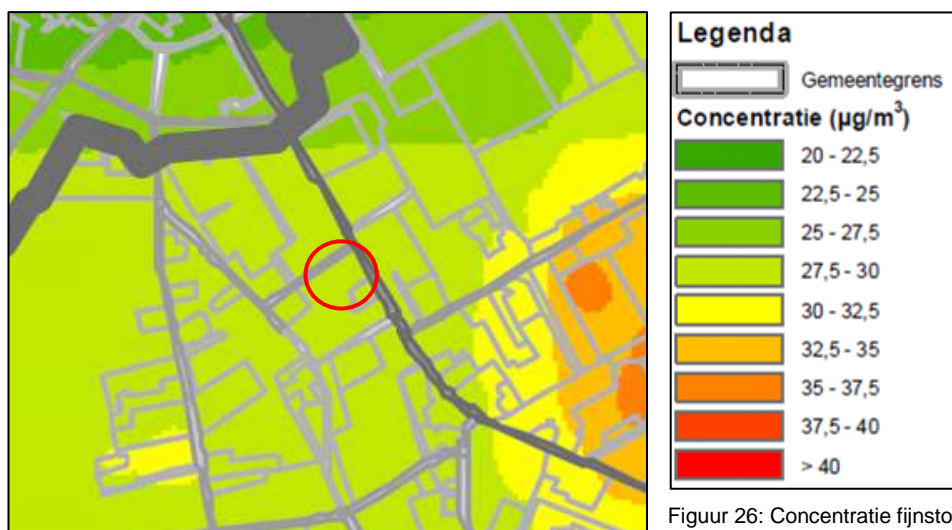 Legenda
Gemeentegrens
Concentratie (µg/m³)
20 - 22,5
22,5 - 25
25 - 27,5
27,5 - 30
30 - 32,5
32,5 - 35
35 - 37,5
37,5 - 40
> 40
Figuur 26: Concentratie fijnsto